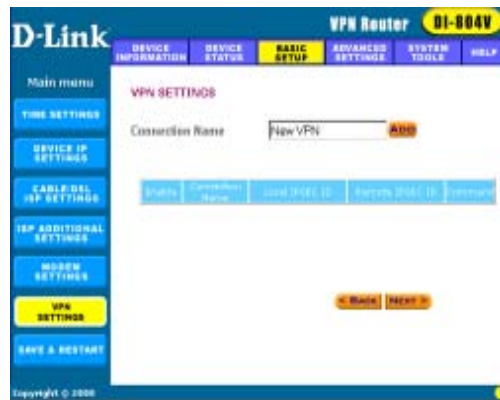 D-Link
VPN Router DI-804V
DEVICE INFORMATION
DEVICE STATUS
BASIC SETUP
ADVANCED SETTINGS
SYSTEM TOOLS
HELP
Main menu
TIME SETTINGS
DEVICE IP SETTINGS
CABLE/DSL ISP SETTINGS
ISP ADDITIONAL SETTINGS
MODEM SETTINGS
VPN SETTINGS
SAVE & RESTART
VPN SETTINGS
Connection Name New VPN ADD
Enable Connection Name Local IPSEC ID Remote IPSEC ID Command
< BACK NEXT >
Copyright © 2000